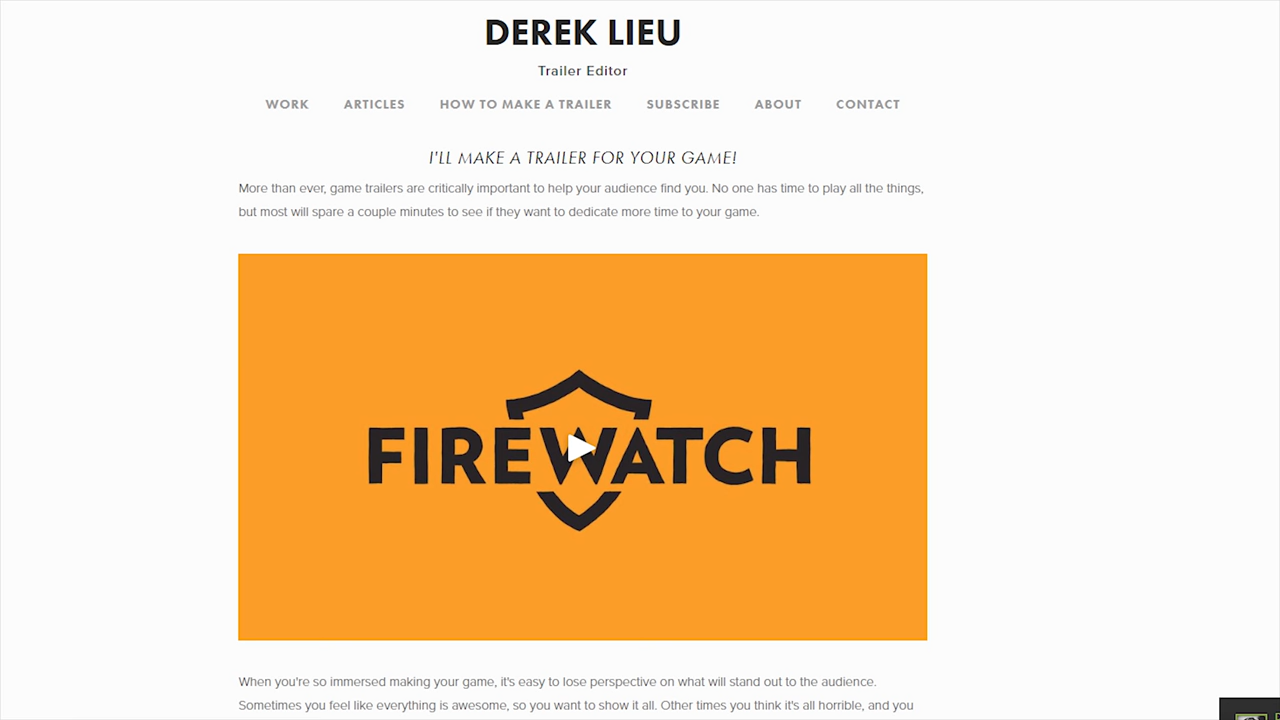 DEREK LIEU
Trailer Editor
WORK ARTICLES HOW TO MAKE A TRAILER SUBSCRIBE ABOUT CONTACT
I'LL MAKE A TRAILER FOR YOUR GAME!
More than ever, game trailers are critically important to help your audience find you. No one has time to play all the things,
but most will spare a couple minutes to see if they want to dedicate more time to your game.
FIREWATCH
When you're so immersed making your game, it's easy to lose perspective on what will stand out to the audience.
Sometimes you feel like everything is awesome, so you want to show it all. Other times you think it's all horrible, and you